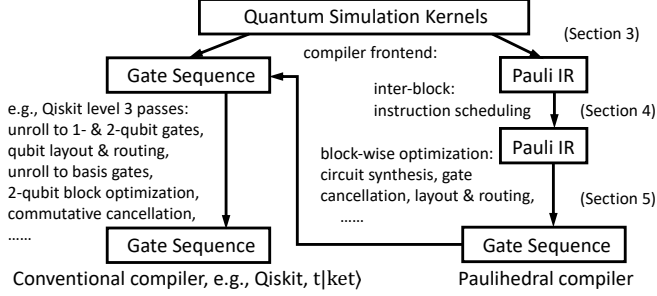 Quantum Simulation Kernels
compiler frontend:
(Section 3)
Gate Sequence
Pauli IR
e.g., Qiskit level 3 passes:
unroll to 1- & 2-qubit gates,
qubit layout & routing,
unroll to basis gates,
2-qubit block optimization,
commutative cancellation,
……
inter-block:
instruction scheduling
(Section 4)
Pauli IR
block-wise optimization:
circuit synthesis, gate
cancellation, layout & routing,
……
(Section 5)
Gate Sequence
Gate Sequence
Conventional compiler, e.g., Qiskit, t|ket⟩
Paulihedral compiler